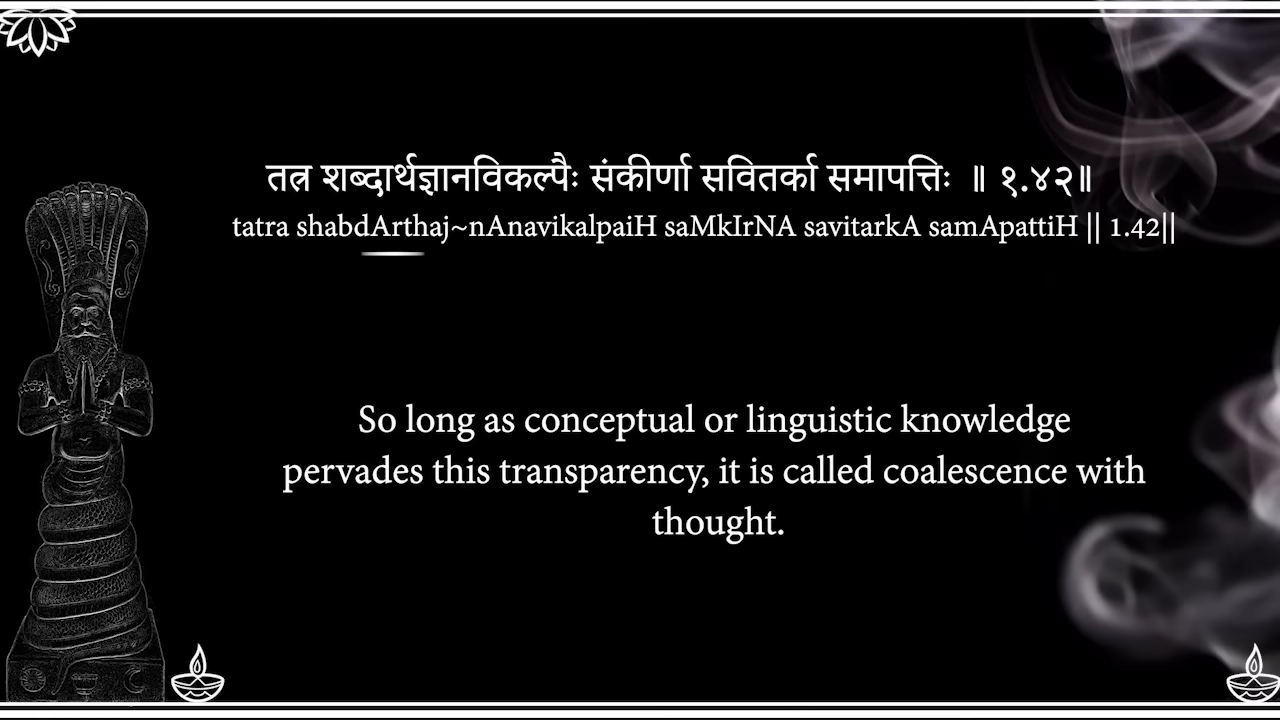 तत्र शब्दार्थज्ञानविकल्पैः संकीर्णा सवितर्का समापत्तिः ॥ १.४२॥
tatra shabdArthaj~nAnavikalpaiH saMkIrNA savitarkA samApattiH || 1.42||
So long as conceptual or linguistic knowledge
pervades this transparency, it is called coalescence with
thought.